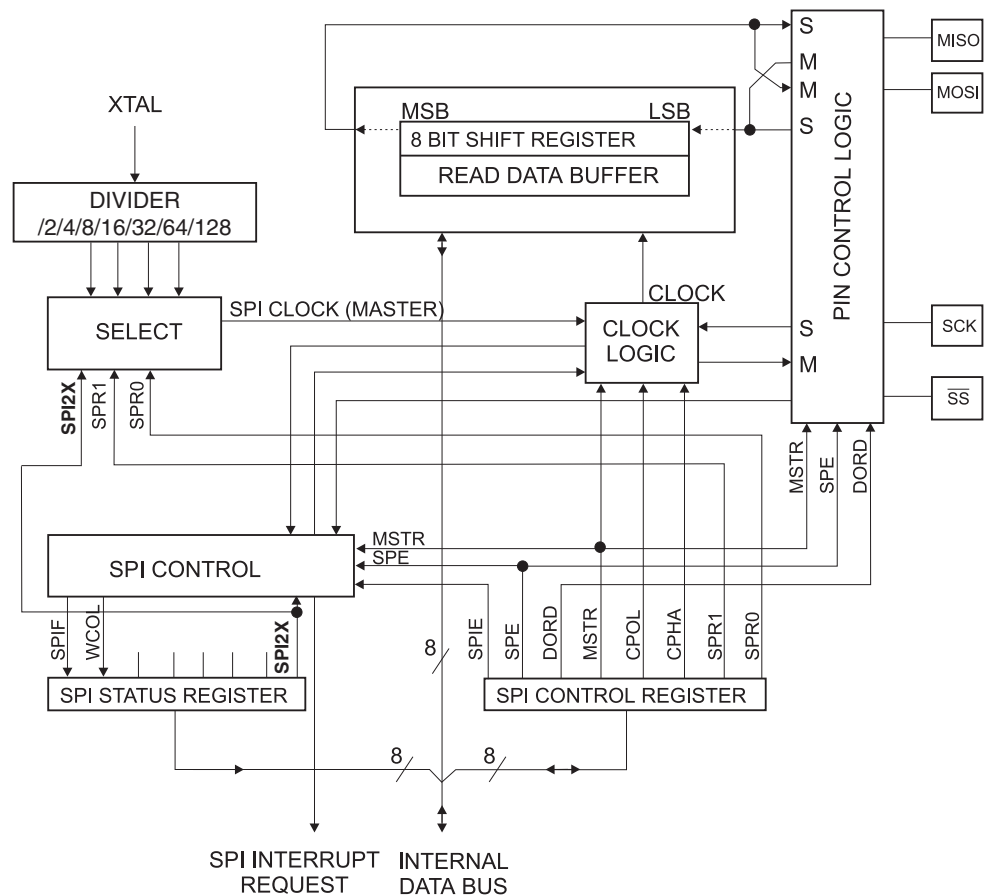 S
MISO
M
M
MOSI
XTAL
MSB
LSB
S
8 BIT SHIFT REGISTER
READ DATA BUFFER
DIVIDER
/2/4/8/16/32/64/128
PIN CONTROL LOGIC
SPI CLOCK (MASTER)
CLOCK
SELECT
CLOCK
LOGIC
S
SCK
M
SS
SPI2X
SPR1
SPR0
MSTR
SPE
DORD
MSTR
SPE
SPI CONTROL
SPIF
WCOL
SPI2X
8
SPIE
SPE
DORD
MSTR
CPOL
CPHA
SPR1
SPR0
SPI STATUS REGISTER
SPI CONTROL REGISTER
8
8
SPI INTERRUPT
REQUEST
INTERNAL
DATA BUS